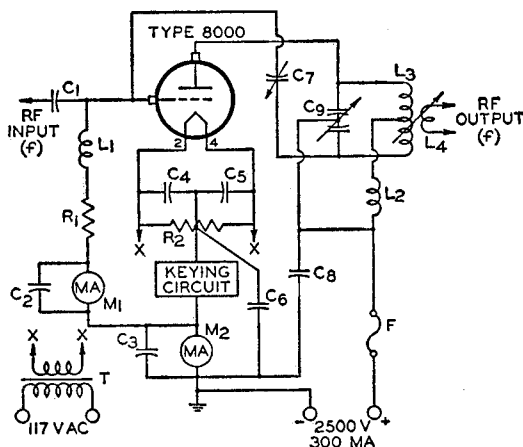 TYPE 8000
C1
C7
L3
RF
INPUT
(f)
C9
RF
OUTPUT
(f)
L4
L1
2
4
C4
C5
L2
R1
R2
X
X
KEYING
CIRCUIT
C8
C2
MA
M1
C6
X
X
C3
M2
MA
F
T
117 V AC
-
2500 V
+
300 MA